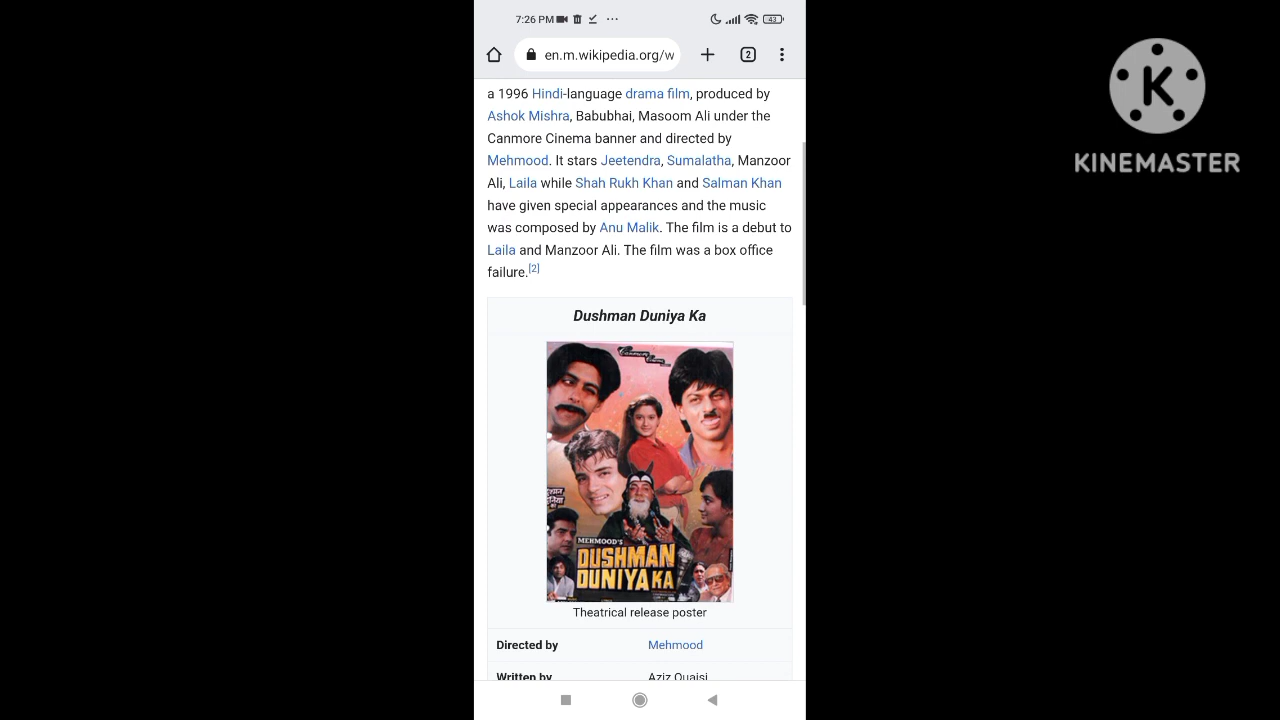 7:26 PM
43
en.m.wikipedia.org/w
2
a 1996 Hindi-language drama film, produced by
Ashok Mishra, Babubhai, Masoom Ali under the
Canmore Cinema banner and directed by
Mehmood. It stars Jeetendra, Sumalatha, Manzoor
Ali, Laila while Shah Rukh Khan and Salman Khan
have given special appearances and the music
was composed by Anu Malik. The film is a debut to
Laila and Manzoor Ali. The film was a box office
failure.[2]
Dushman Duniya Ka
Canmore
Cinema
MEHMOOD'S
DUSHMAN
DUNIYA KA
Theatrical release poster
Directed by Mehmood
Written by Aziz Quaisi
K
KINEMASTER